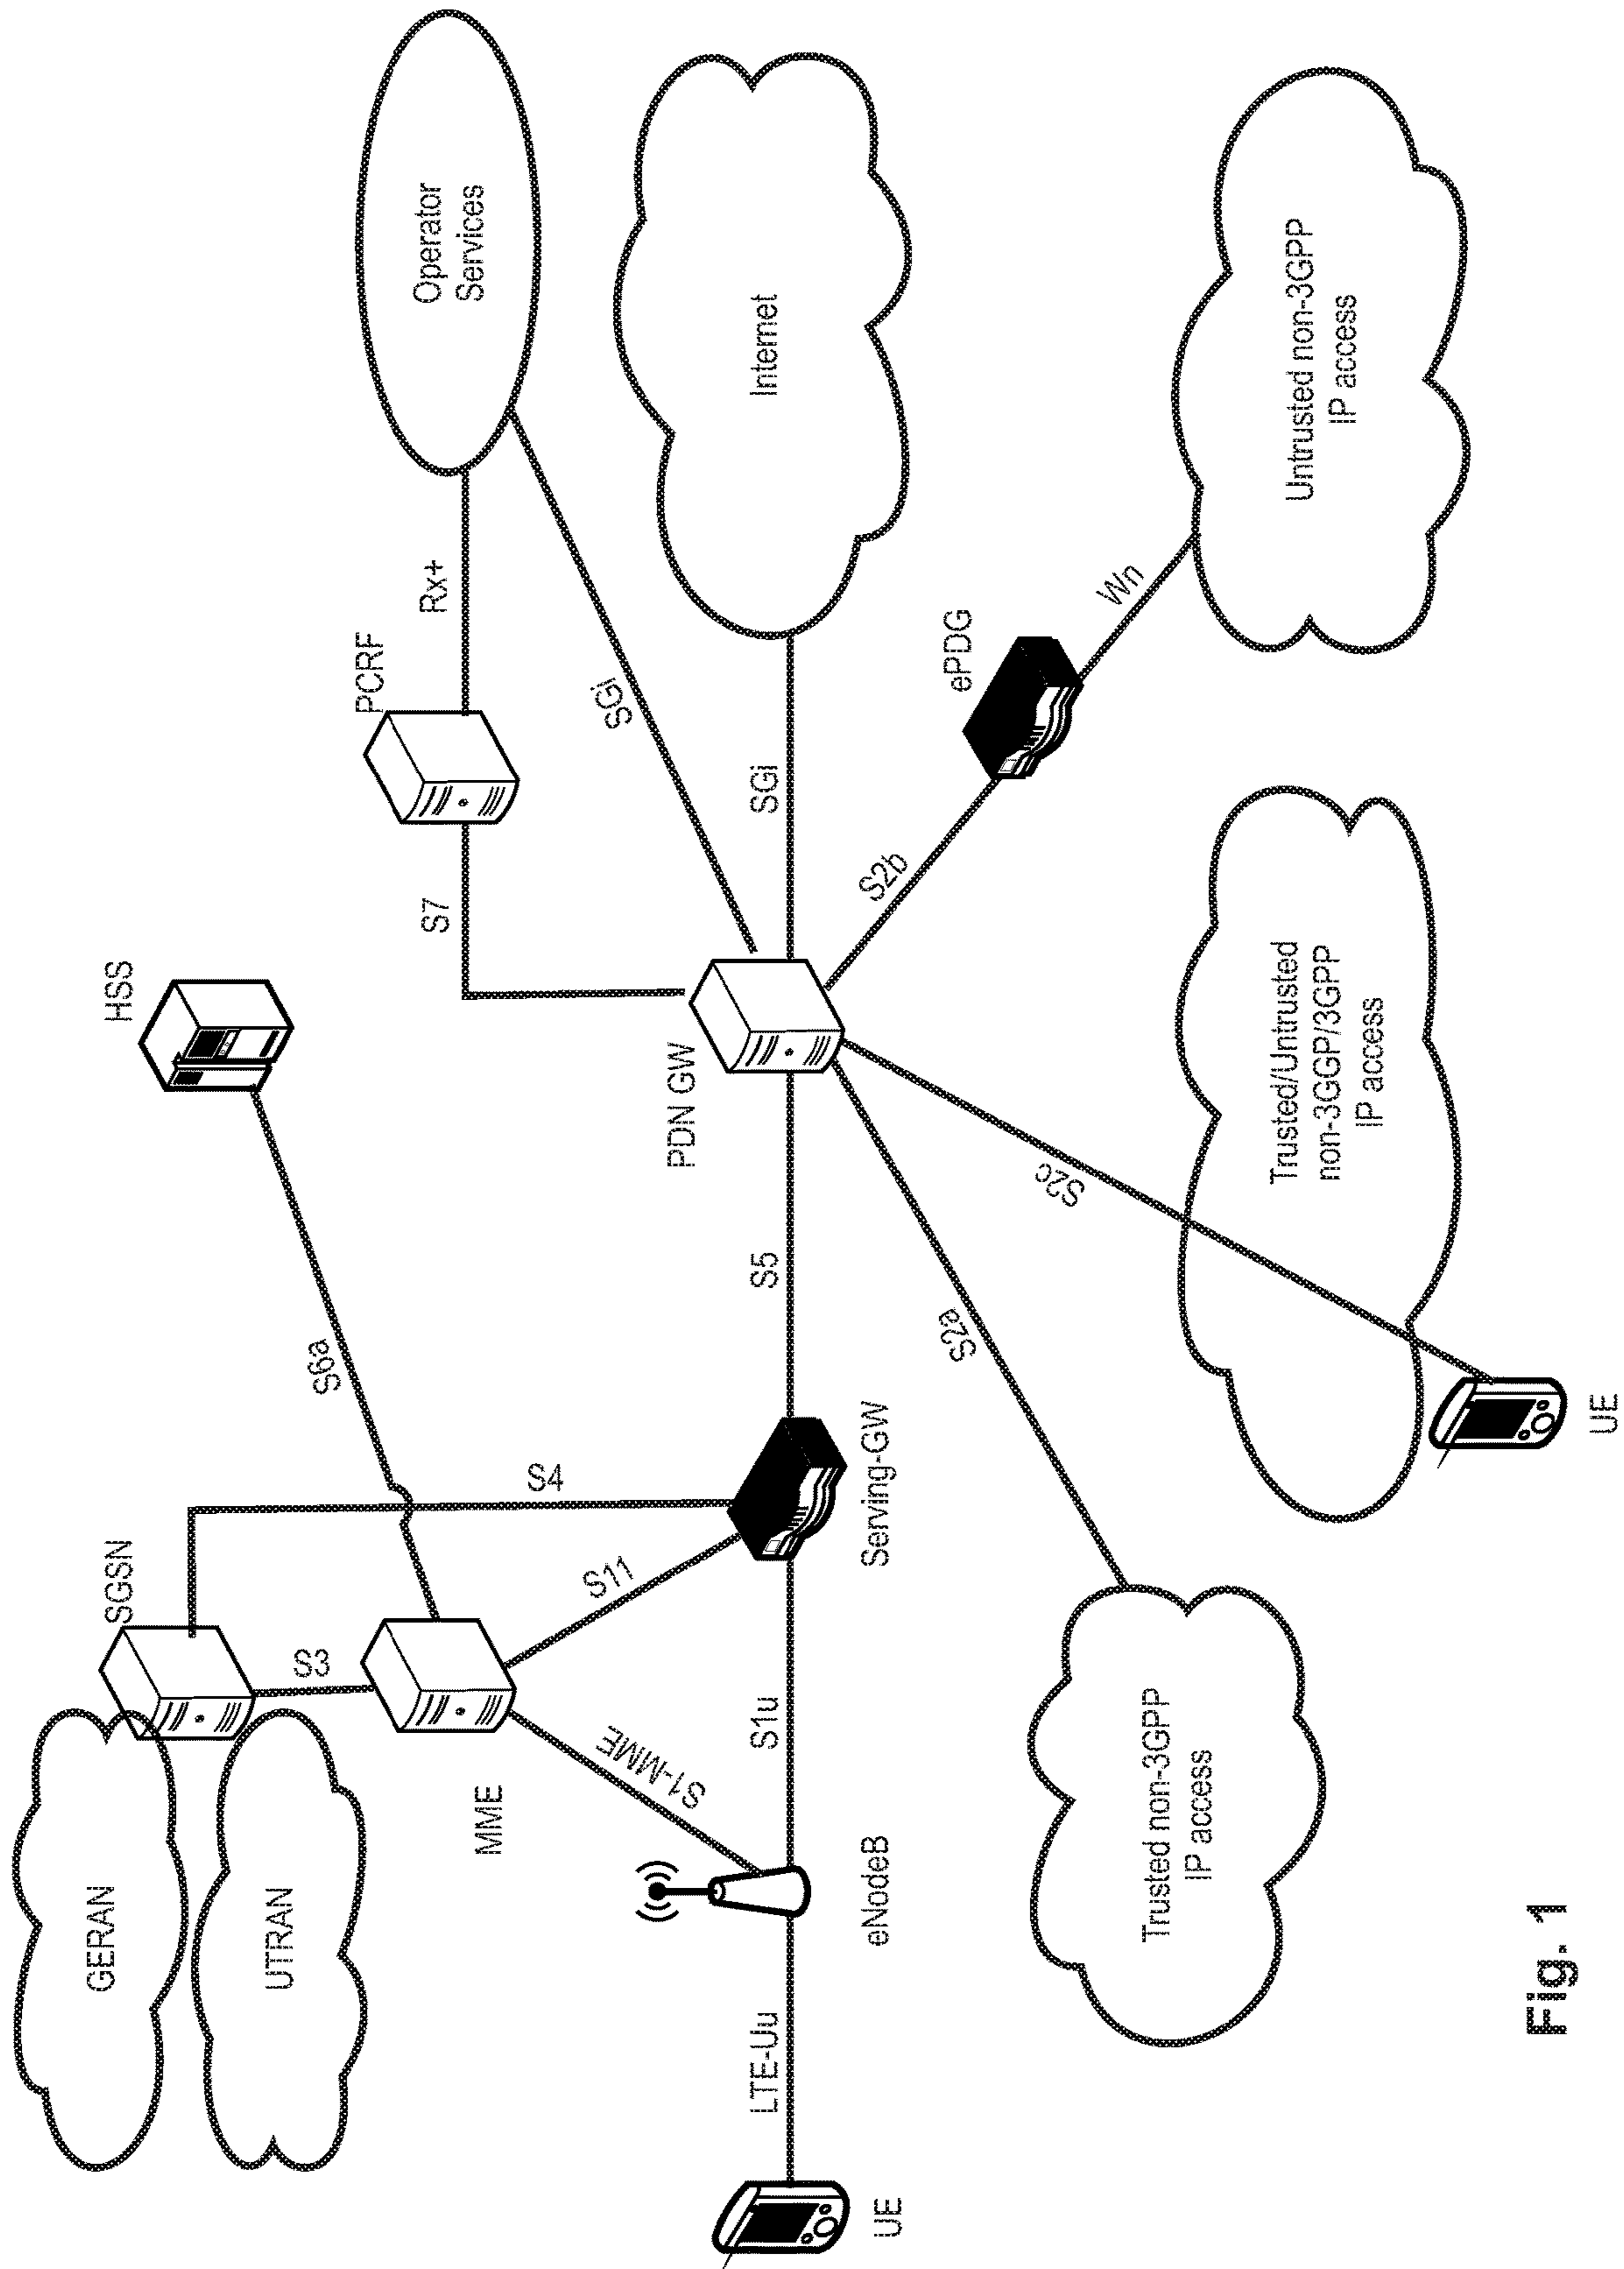 GERAN
UTRAN
SGSN
HSS
S3
S6a
S4
MME
S11
S1-MME
PCRF
S7
Rx+
Operator
Services
SGi
Internet
SGi
UE
LTE-Uu
eNodeB
S1u
Serving-GW
S5
PDN GW
S2a
S2c
S2b
ePDG
Wn
Trusted non-3GPP
IP access
Trusted/Untrusted
non-3GGP/3GPP
IP access
Untrusted non-3GPP
IP access
UE
Fig. 1